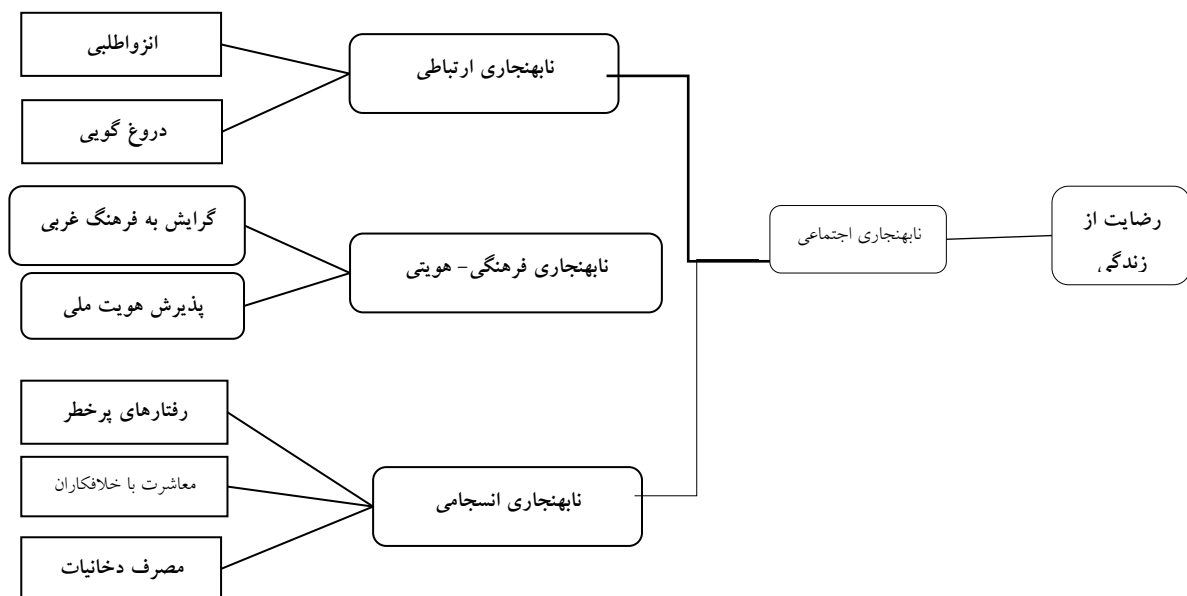 رضایت از
زندگی
نابهنجاری اجتماعی
نابهنجاری ارتباطی
انزواطلبی
دروغ گویی
نابهنجاری فرهنگی- هویتی
گرایش به فرهنگ غربی
پذیرش هویت ملی
نابهنجاری انسجامی
رفتارهای پرخطر
معاشرت با خلافکاران
مصرف دخانیات